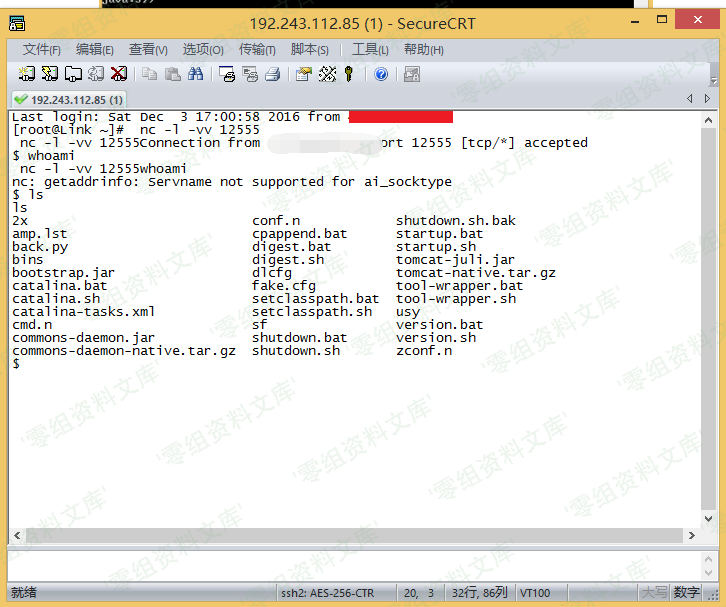 192.243.112.85 (1) - SecureCRT
文件(F) 编辑(E) 查看(V) 选项(O) 传输(T) 脚本(S) 工具(L) 帮助(H)
192.243.112.85 (1)
Last login: Sat Dec  3 17:00:58 2016 from
[root@Link ~]#  nc -l -vv 12555
 nc -l -vv 12555Connection from ort 12555 [tcp/*] accepted
$ whoami
 nc -l -vv 12555whoami
nc: getaddrinfo: Servname not supported for ai_socktype
$ ls
ls
2x conf.n shutdown.sh.bak
amp.lst cpappend.bat startup.bat
back.py digest.bat startup.sh
bins digest.sh tomcat-juli.jar
bootstrap.jar dlcfg tomcat-native.tar.gz
catalina.bat fake.cfg tool-wrapper.bat
catalina.sh setclasspath.bat tool-wrapper.sh
catalina-tasks.xml setclasspath.sh usy
cmd.n sf version.bat
commons-daemon.jar shutdown.bat version.sh
commons-daemon-native.tar.gz shutdown.sh zconf.n
$
就绪 ssh2: AES-256-CTR 20, 3 32行, 86列 VT100 大写 数字
零组资料文库